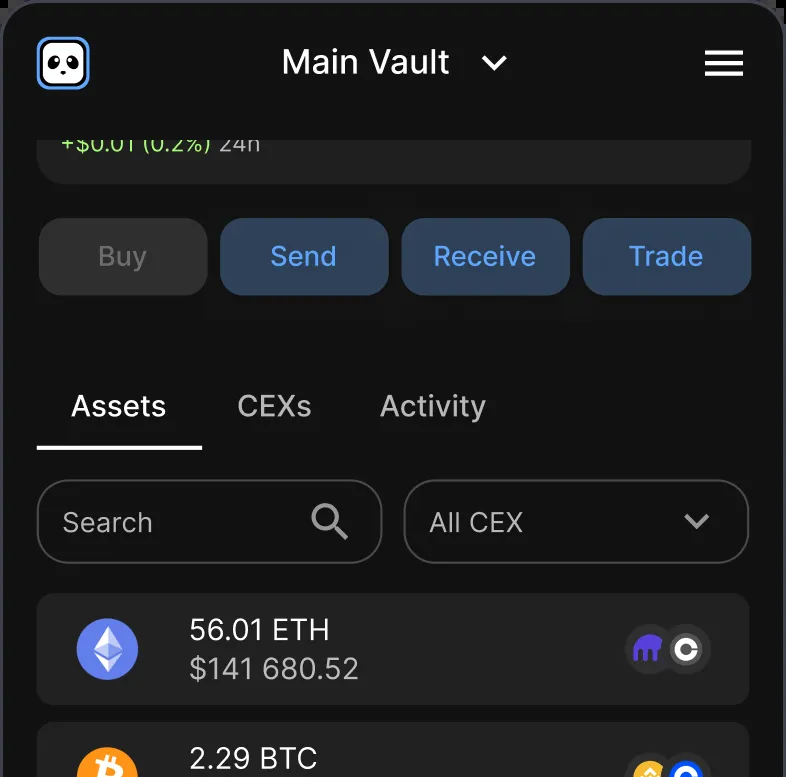 Main Vault
+$0.01 (0.2%) 24h
Buy
Send
Receive
Trade
Assets
CEXs
Activity
Search
All CEX
56.01 ETH
$141 680.52
2.29 BTC